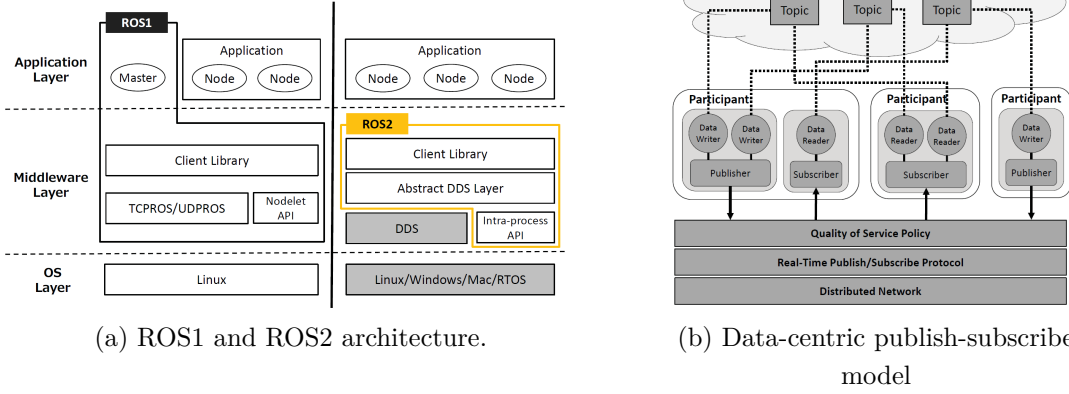 ROS1
Application Layer
Master
Application
Node Node
Application
Node Node Node
Middleware Layer
Client Library
TCPROS/UDPROS
Nodelet API
ROS2
Client Library
Abstract DDS Layer
DDS
Intra-process API
OS Layer
Linux
Linux/Windows/Mac/RTOS
(a) ROS1 and ROS2 architecture.
Topic Topic Topic
Participant
Data Writer
Data Writer
Publisher
Data Reader
Subscriber
Participant
Data Reader
Data Reader
Subscriber
Participant
Data Writer
Publisher
Quality of Service Policy
Real-Time Publish/Subscribe Protocol
Distributed Network
(b) Data-centric publish-subscribe
model